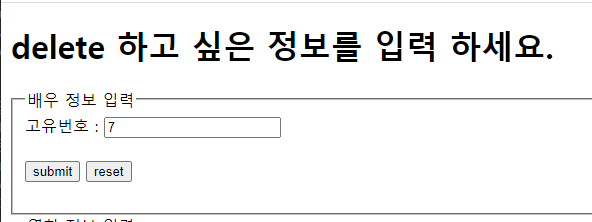 delete 하고 싶은 정보를 입력 하세요.
배우 정보 입력
고유번호 : 7
submit reset